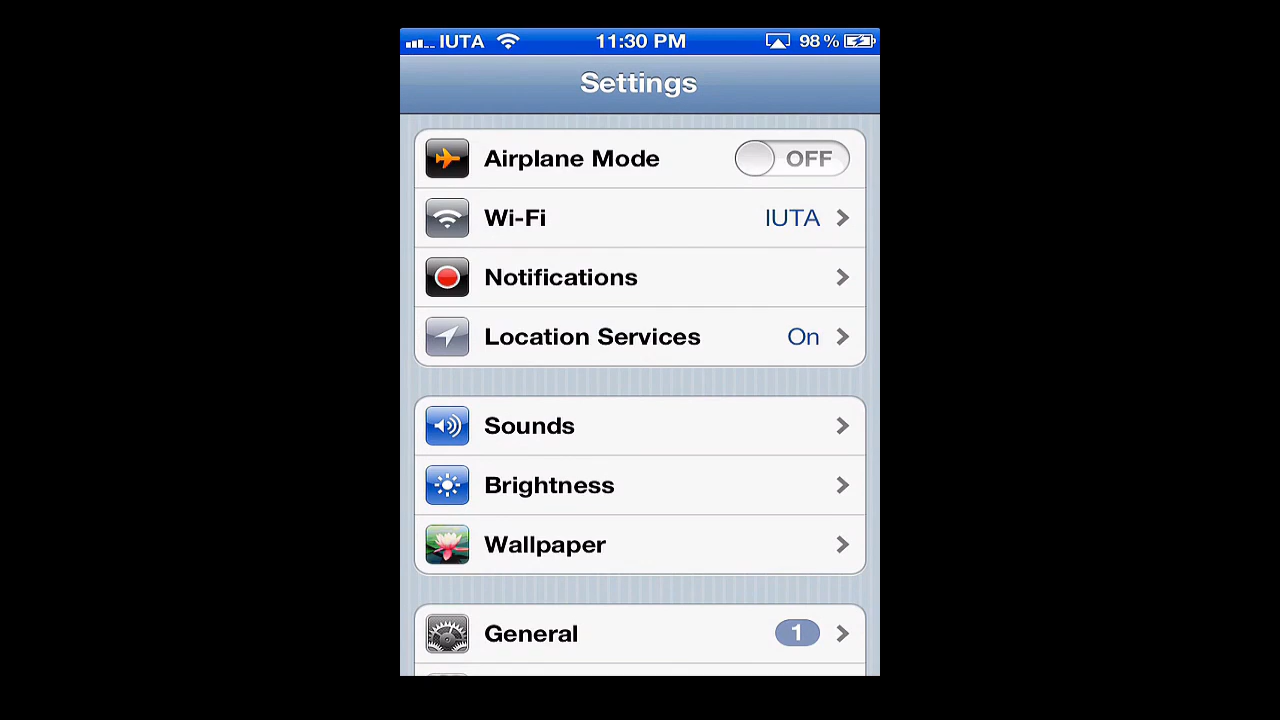 IUTA 11:30 PM 98%
Settings
Airplane Mode OFF
Wi-Fi IUTA
Notifications
Location Services On
Sounds
Brightness
Wallpaper
General 1